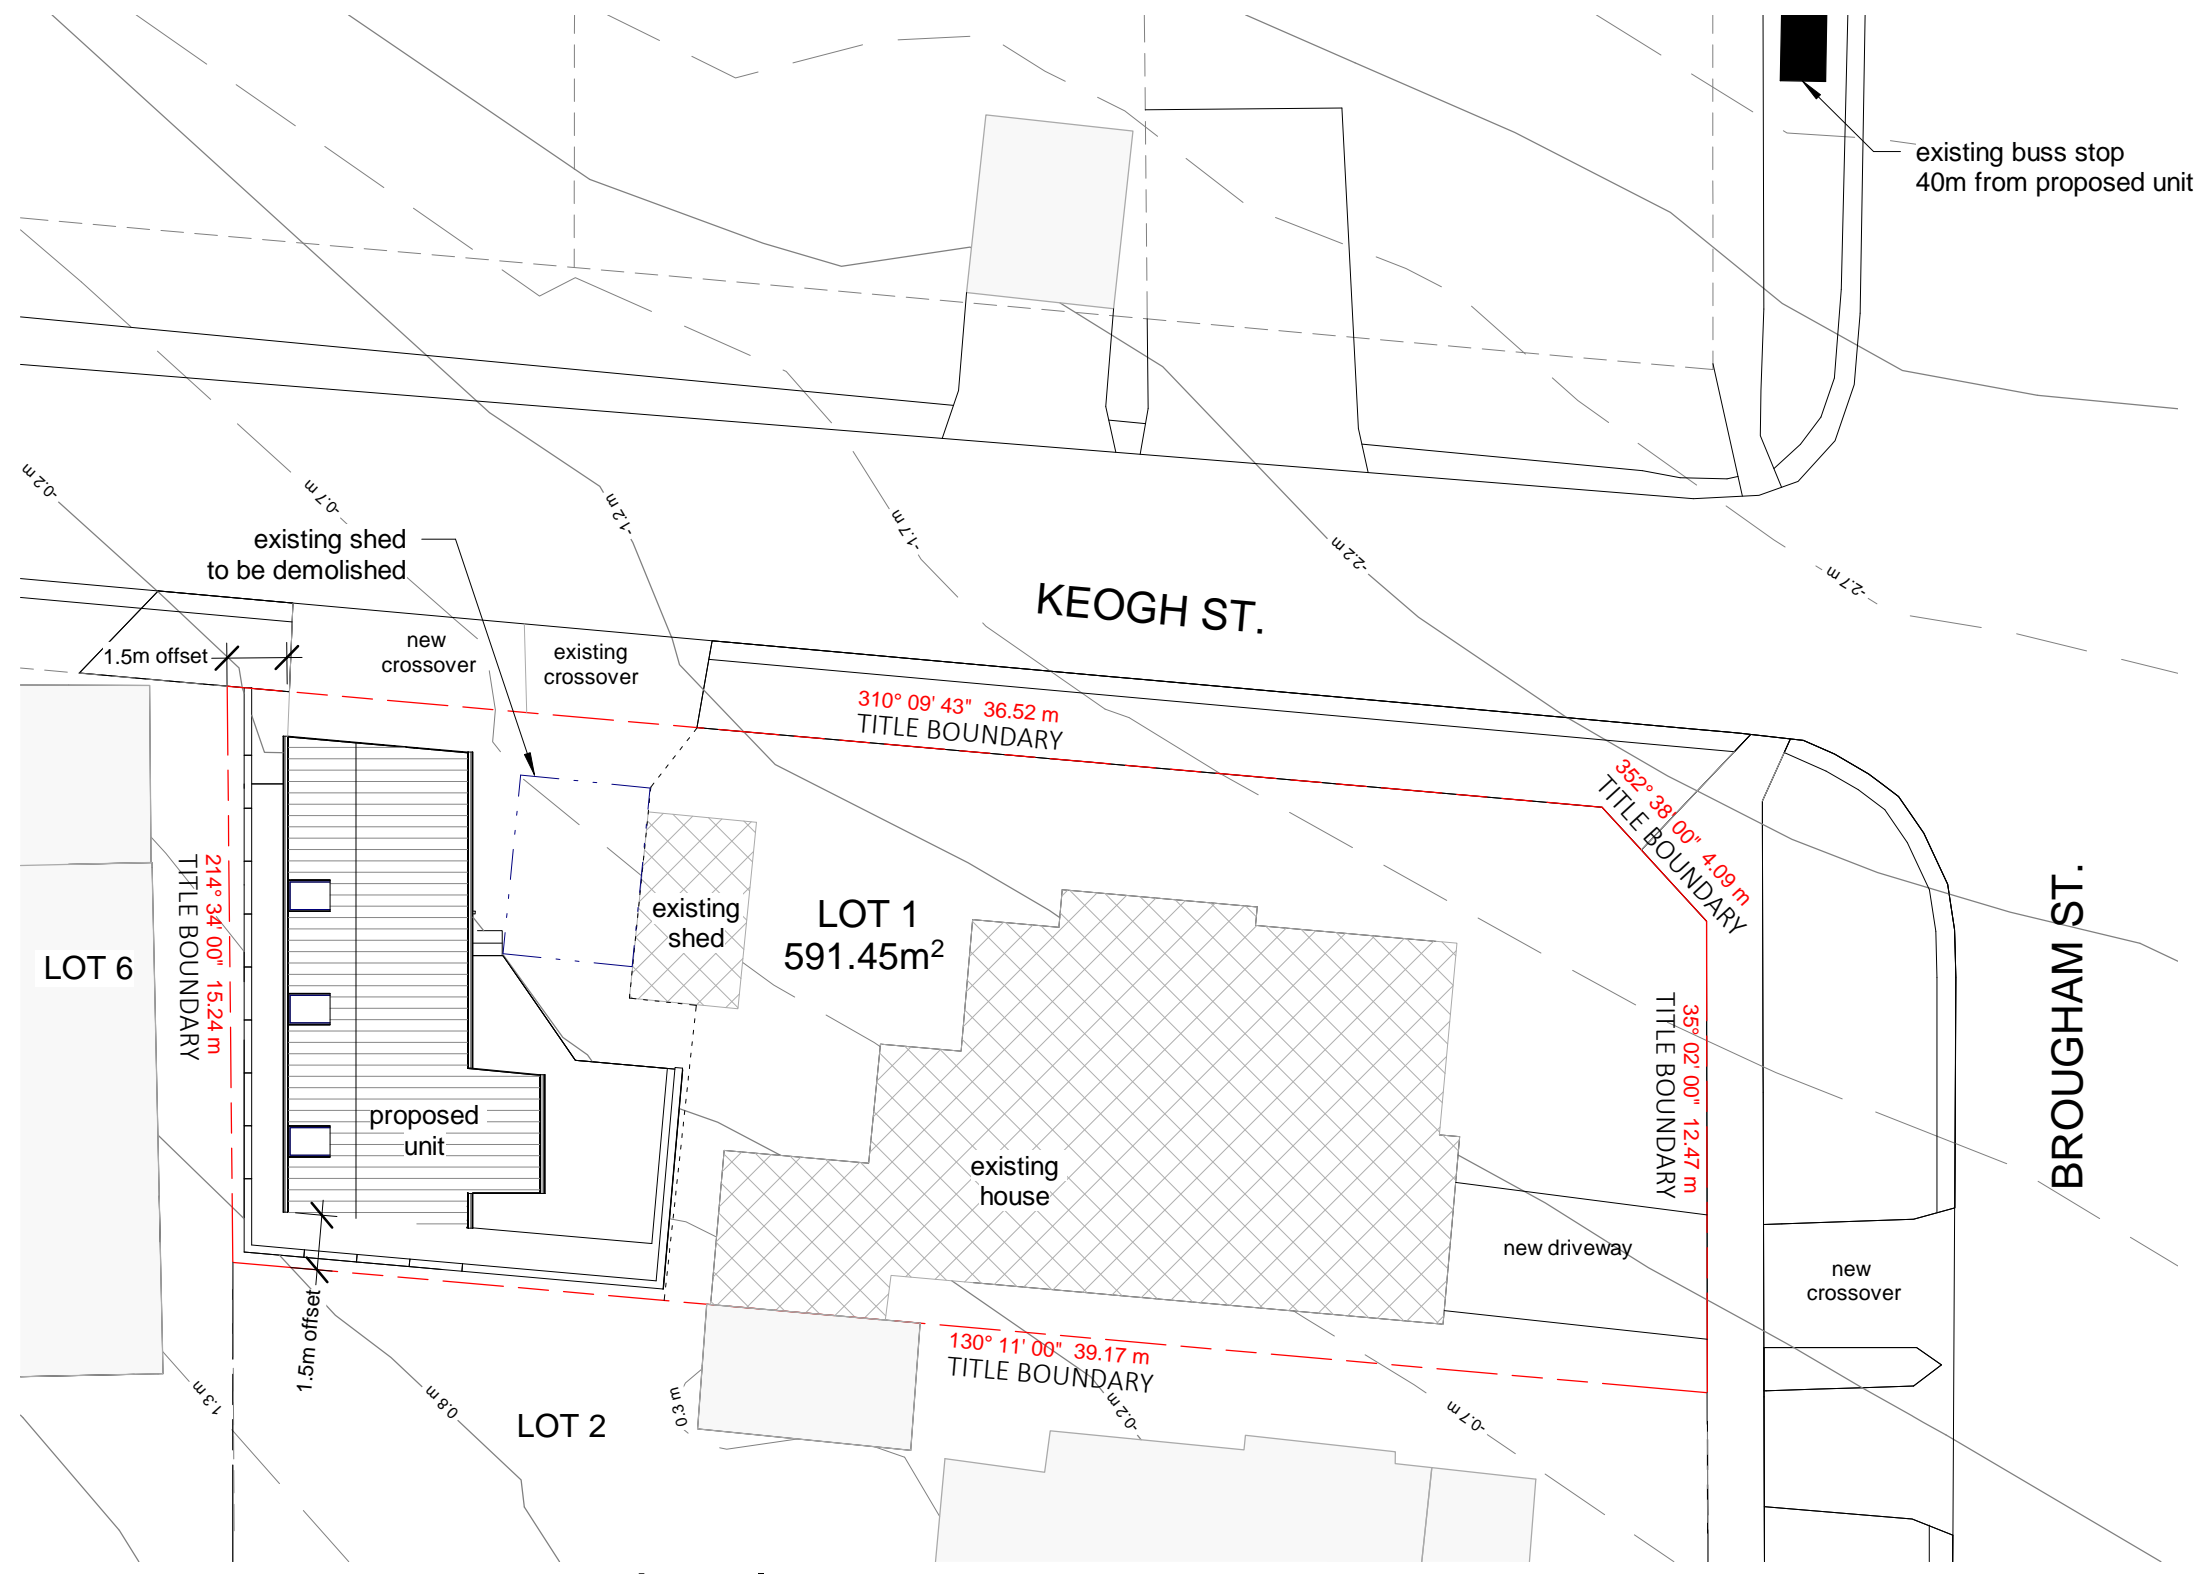 existing buss stop
40m from proposed unit
-0.2 m
-0.7 m
-1.2 m
-1.7 m
-2.2 m
-2.7 m
existing shed
to be demolished
KEOGH ST.
1.5m offset
new
crossover
existing
crossover
310° 09' 43" 36.52 m
TITLE BOUNDARY
352° 38' 00" 4.09 m
TITLE BOUNDARY
214° 34' 00" 15.24 m
TITLE BOUNDARY
LOT 6
existing
shed
LOT 1
591.45m²
35° 02' 00" 12.47 m
TITLE BOUNDARY
BROUGHAM ST.
proposed
unit
existing
house
new driveway
new
crossover
1.5m offset
130° 11' 00" 39.17 m
TITLE BOUNDARY
1.3 m
0.8 m
0.3 m
-0.2 m
-0.7 m
LOT 2